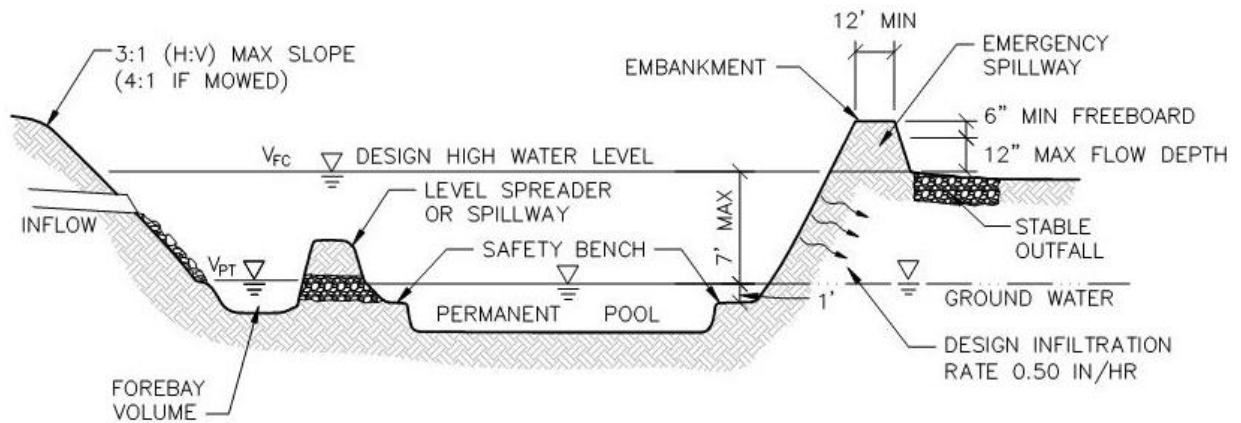 12' MIN
3:1 (H:V) MAX SLOPE
(4:1 IF MOWED)
EMBANKMENT
EMERGENCY
SPILLWAY
6" MIN FREEBOARD
12" MAX FLOW DEPTH
VFC
DESIGN HIGH WATER LEVEL
LEVEL SPREADER
OR SPILLWAY
INFLOW
7' MAX
STABLE
OUTFALL
VPT
SAFETY BENCH
1'
GROUND WATER
PERMANENT POOL
DESIGN INFILTRATION
RATE 0.50 IN/HR
FOREBAY
VOLUME